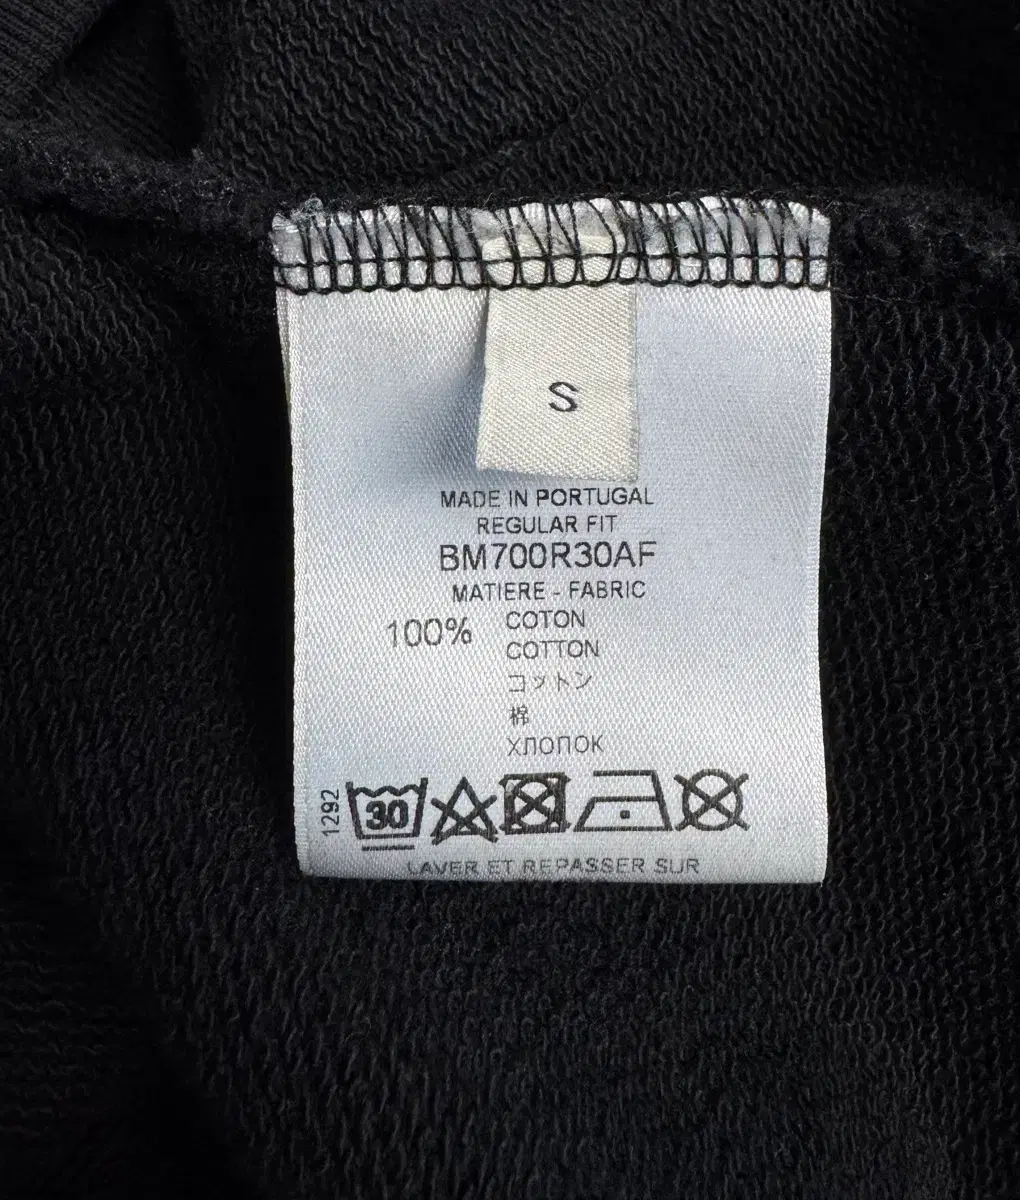 S
MADE IN PORTUGAL
REGULAR FIT
BM700R30AF
MATIERE - FABRIC
100% COTON
COTTON
コットン
棉
ХЛОПОК
1292
30
LAVER ET REPASSER SUR